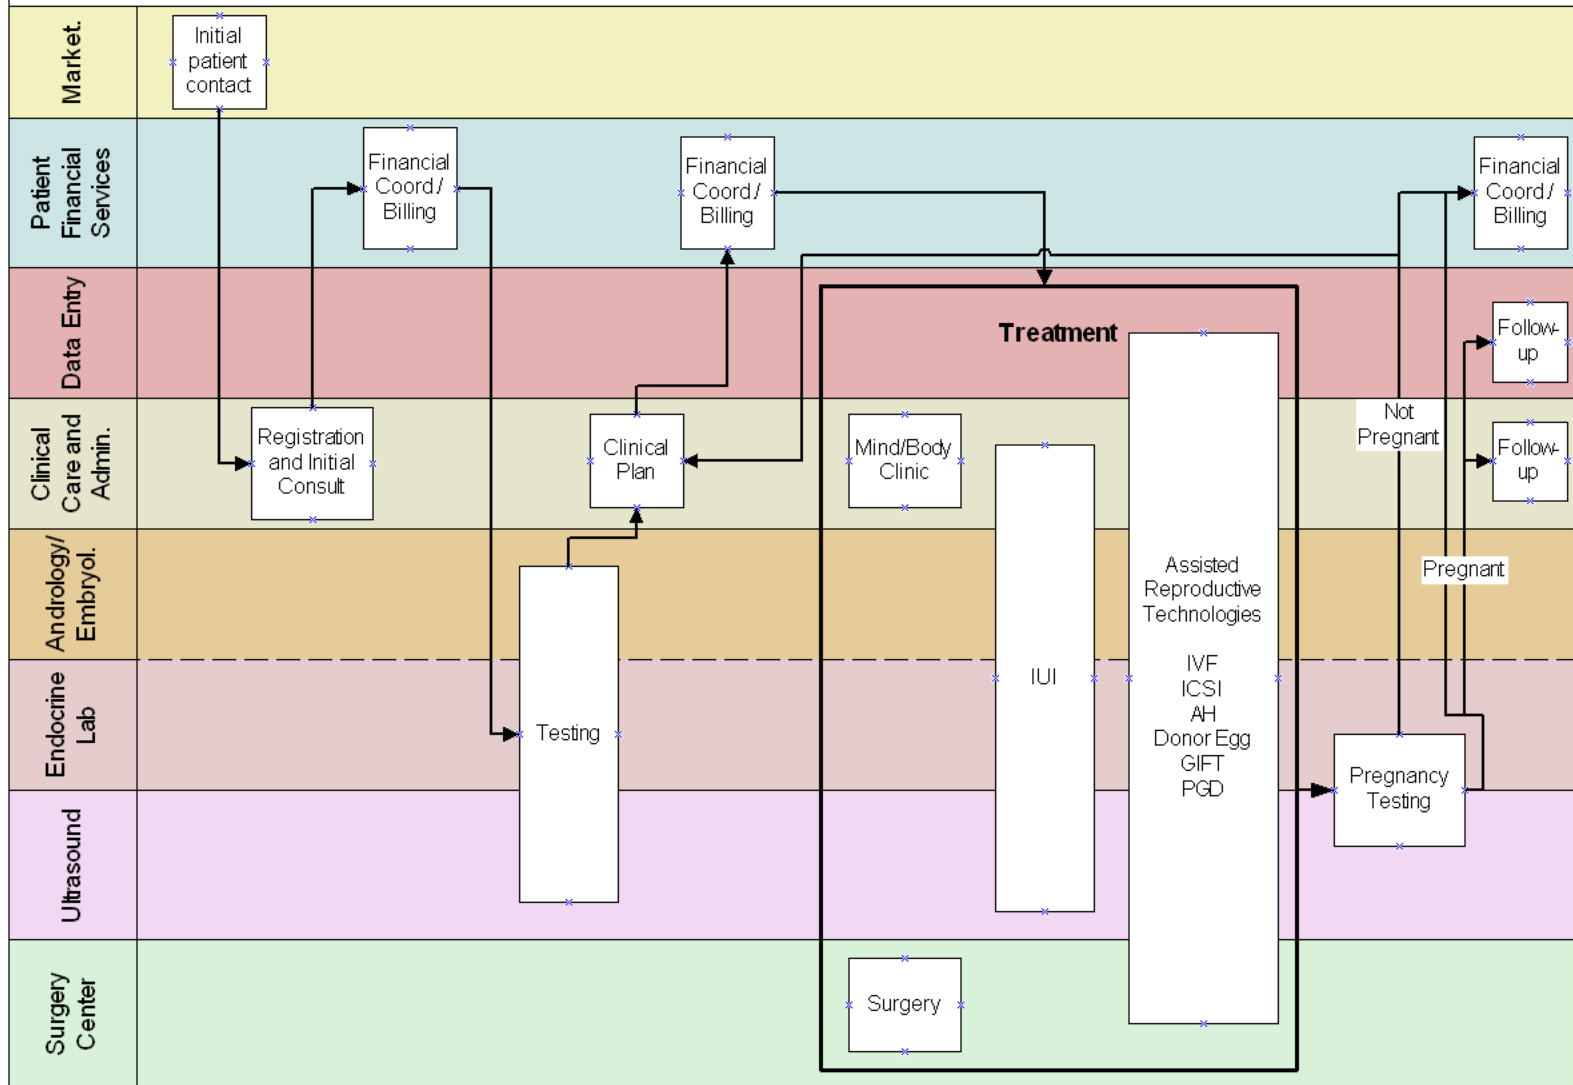 Market.
Initial
patient
contact
Patient
Financial
Services
Financial
Coord /
Billing
Financial
Coord /
Billing
Financial
Coord /
Billing
Data Entry
Treatment
Follow-
up
Clinical
Care and
Admin.
Registration
and Initial
Consult
Clinical
Plan
Mind/Body
Clinic
Not
Pregnant
Follow-
up
Andrology/
Embryol.
Assisted
Reproductive
Technologies
IVF
ICSI
AH
Donor Egg
GIFT
PGD
Pregnant
Endocrine
Lab
Testing
IUI
Pregnancy
Testing
Ultrasound
Surgery
Center
Surgery